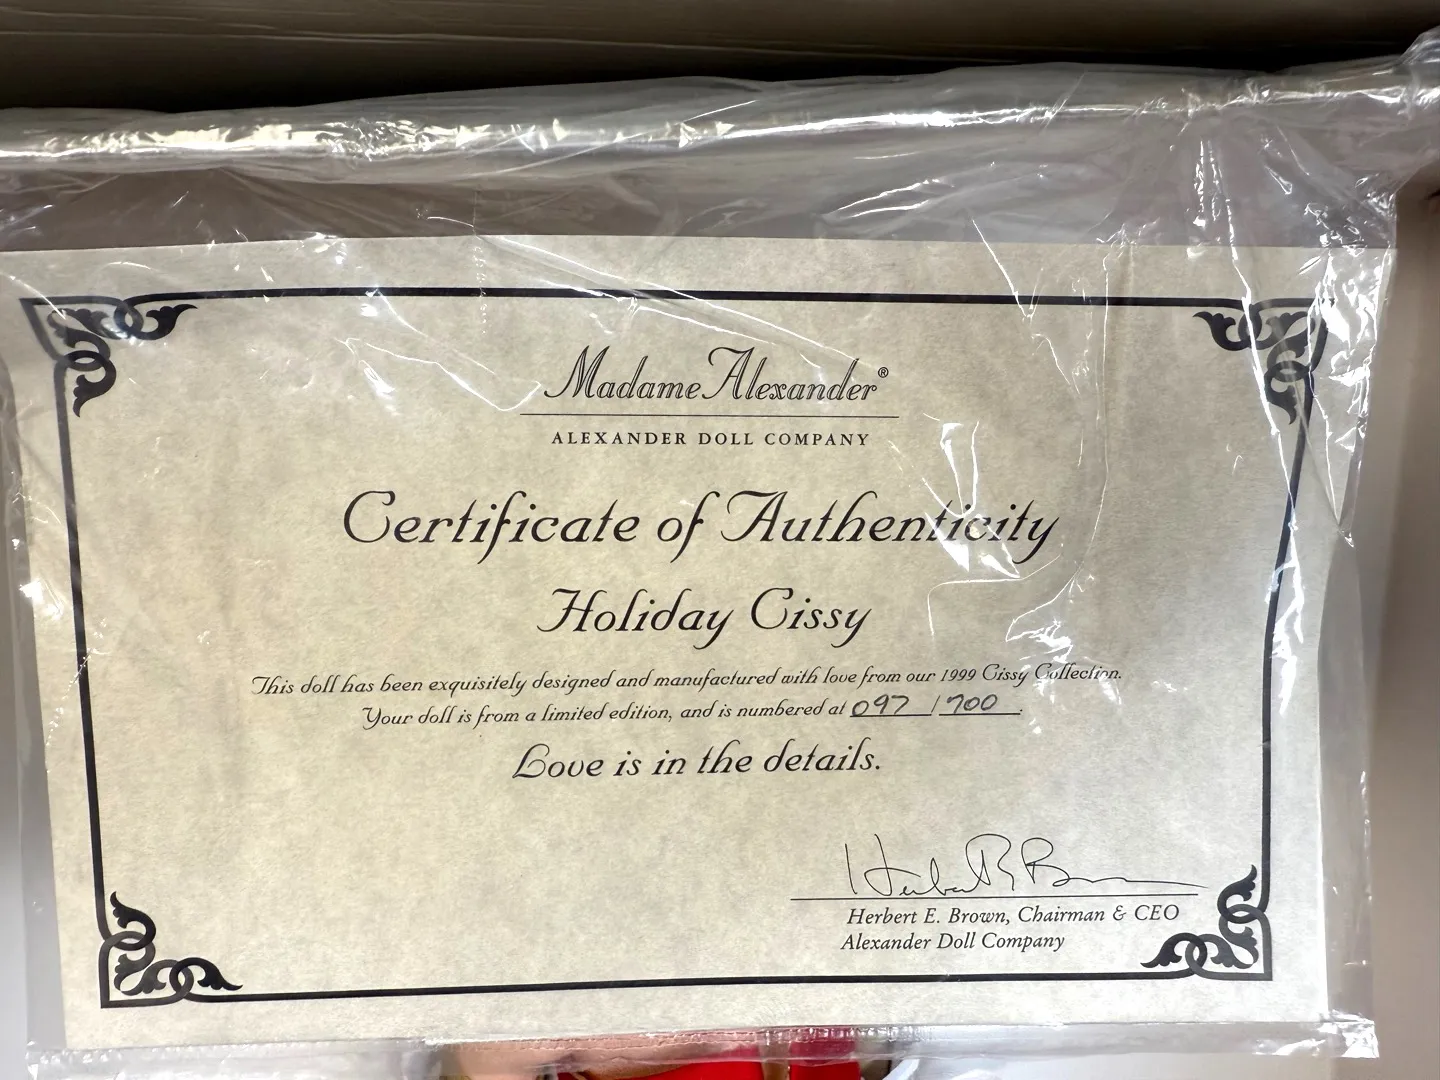 Madame Alexander®
ALEXANDER DOLL COMPANY
Certificate of Authenticity
Holiday Cissy
This doll has been exquisitely designed and manufactured with love from our 1999 Cissy Collection.
Your doll is from a limited edition, and is numbered at 097 / 700.
Love is in the details.
Herbert E. Brown
Herbert E. Brown, Chairman & CEO
Alexander Doll Company